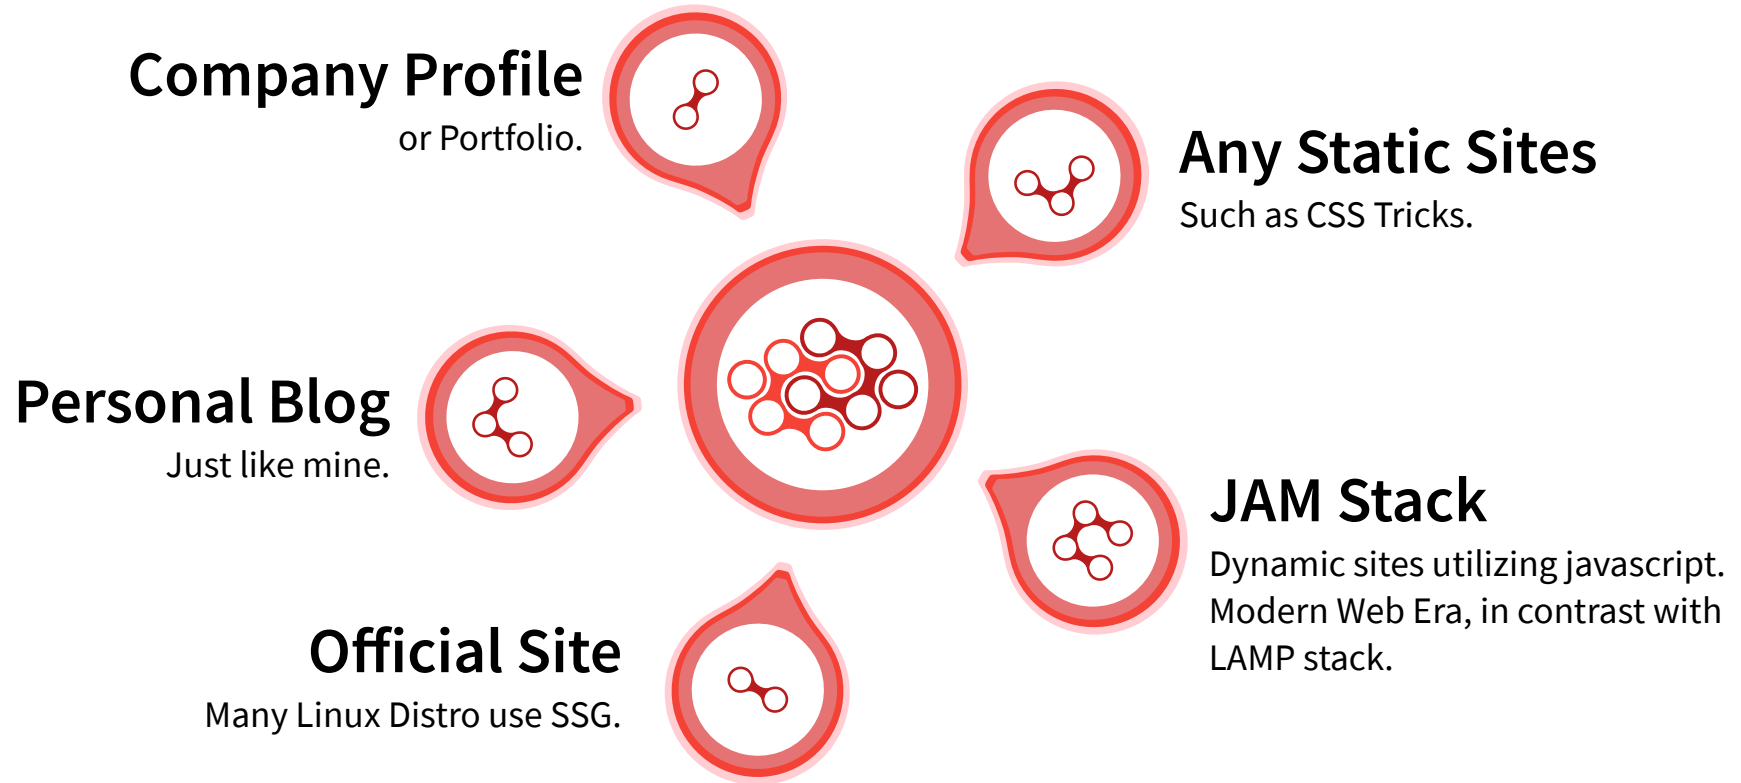 Company Profile
or Portfolio.
Any Static Sites
Such as CSS Tricks.
Personal Blog
Just like mine.
JAM Stack
Dynamic sites utilizing javascript.
Modern Web Era, in contrast with
LAMP stack.
Official Site
Many Linux Distro use SSG.